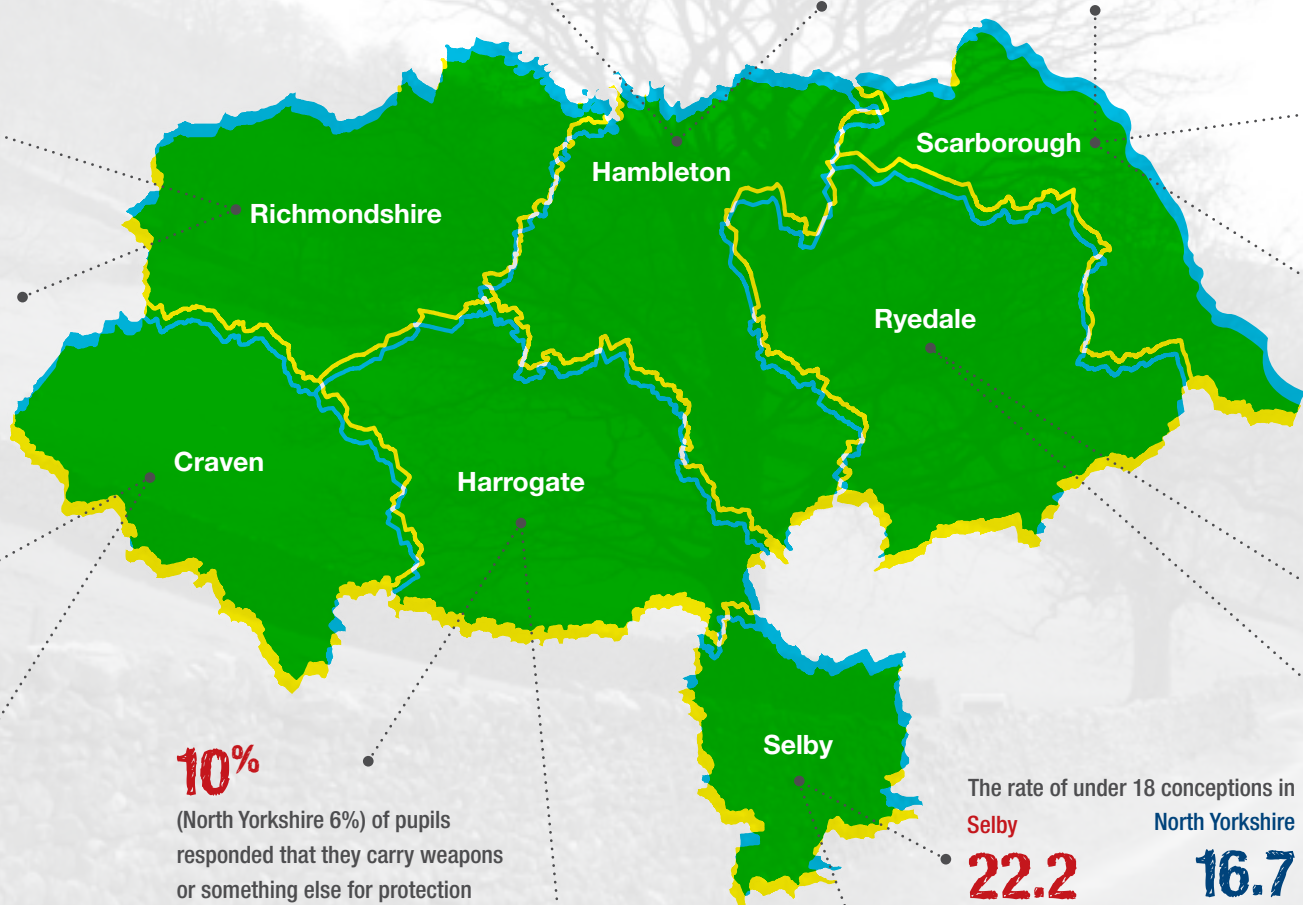 Scarborough
Hambleton
Richmondshire
Ryedale
Craven
Harrogate
Selby
10%
(North Yorkshire 6%) of pupils
responded that they carry weapons
or something else for protection
The rate of under 18 conceptions in
Selby North Yorkshire
22.2 16.7